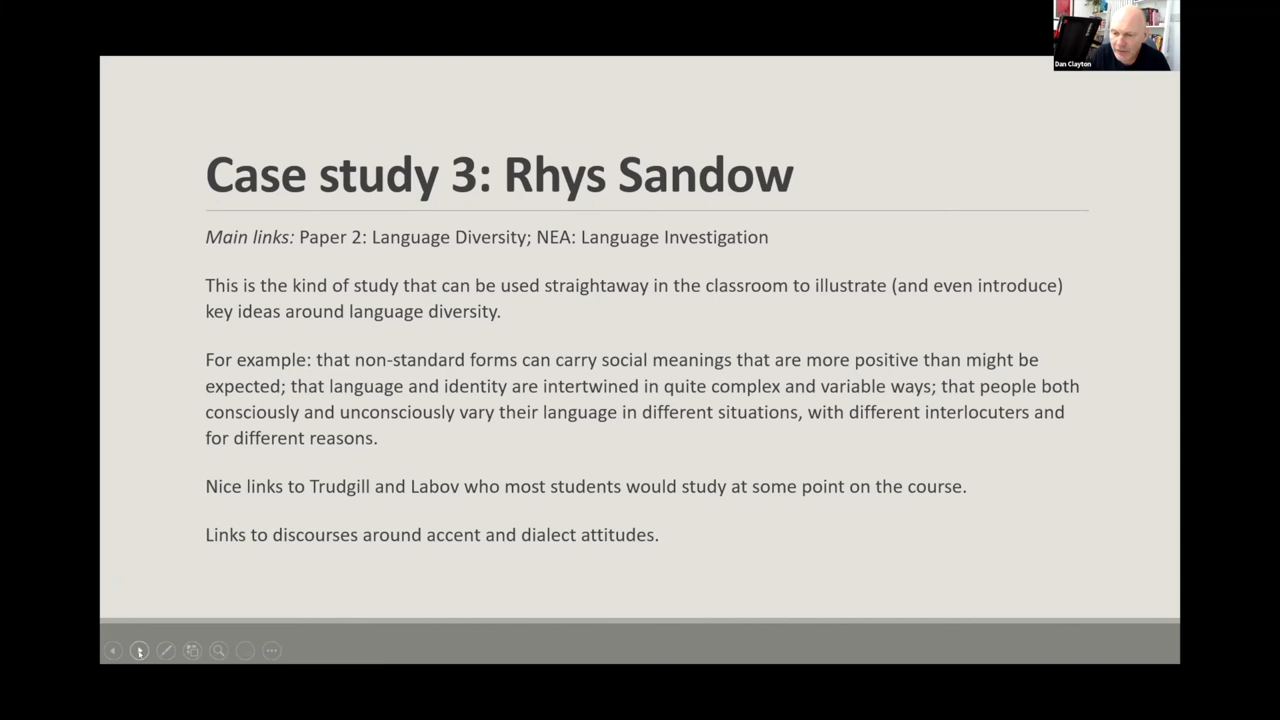 Dan Clayton
Case study 3: Rhys Sandow
Main links: Paper 2: Language Diversity; NEA: Language Investigation
This is the kind of study that can be used straightaway in the classroom to illustrate (and even introduce)
key ideas around language diversity.
For example: that non-standard forms can carry social meanings that are more positive than might be
expected; that language and identity are intertwined in quite complex and variable ways; that people both
consciously and unconsciously vary their language in different situations, with different interlocuters and
for different reasons.
Nice links to Trudgill and Labov who most students would study at some point on the course.
Links to discourses around accent and dialect attitudes.